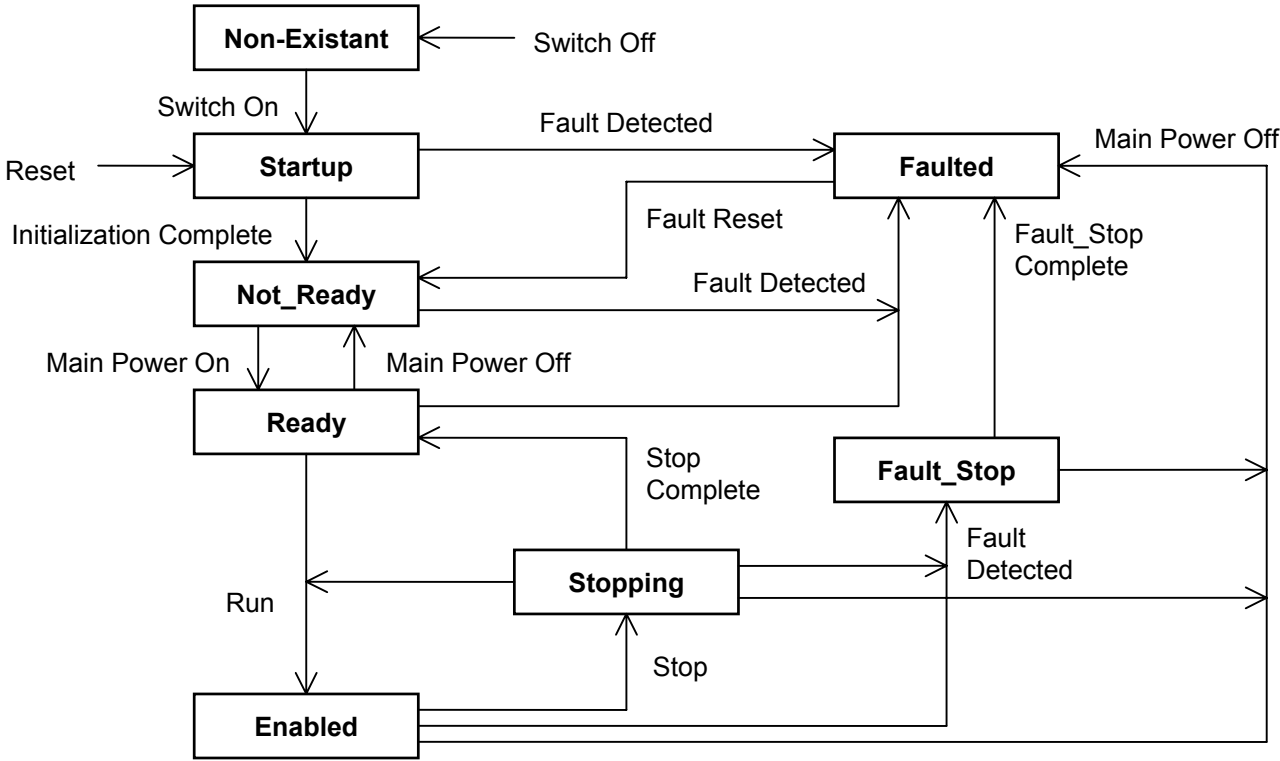 Non-Existant
Switch Off
Switch On
Fault Detected
Main Power Off
Reset
Startup
Faulted
Initialization Complete
Fault Reset
Fault_Stop
Complete
Not_Ready
Fault Detected
Main Power On
Main Power Off
Ready
Stop
Complete
Fault_Stop
Fault
Detected
Stopping
Run
Stop
Enabled